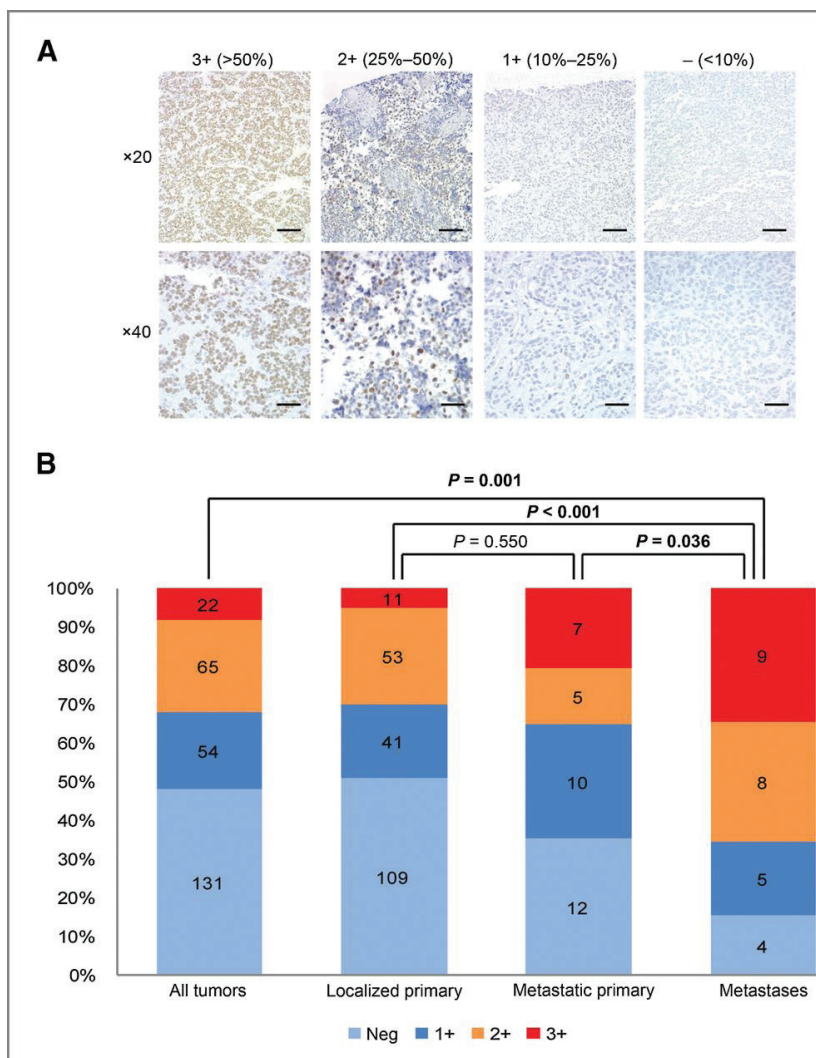 A
3+ (>50%) 2+ (25%–50%) 1+ (10%–25%) – (<10%)
×20
×40
B
P = 0.001
P < 0.001
P = 0.550 P = 0.036
100%
90%
80%
70%
60%
50%
40%
30%
20%
10%
0%
22 11 7 9
65 53 5 8
54 41 10 5
131 109 12 4
All tumors Localized primary Metastatic primary Metastases
Neg 1+ 2+ 3+